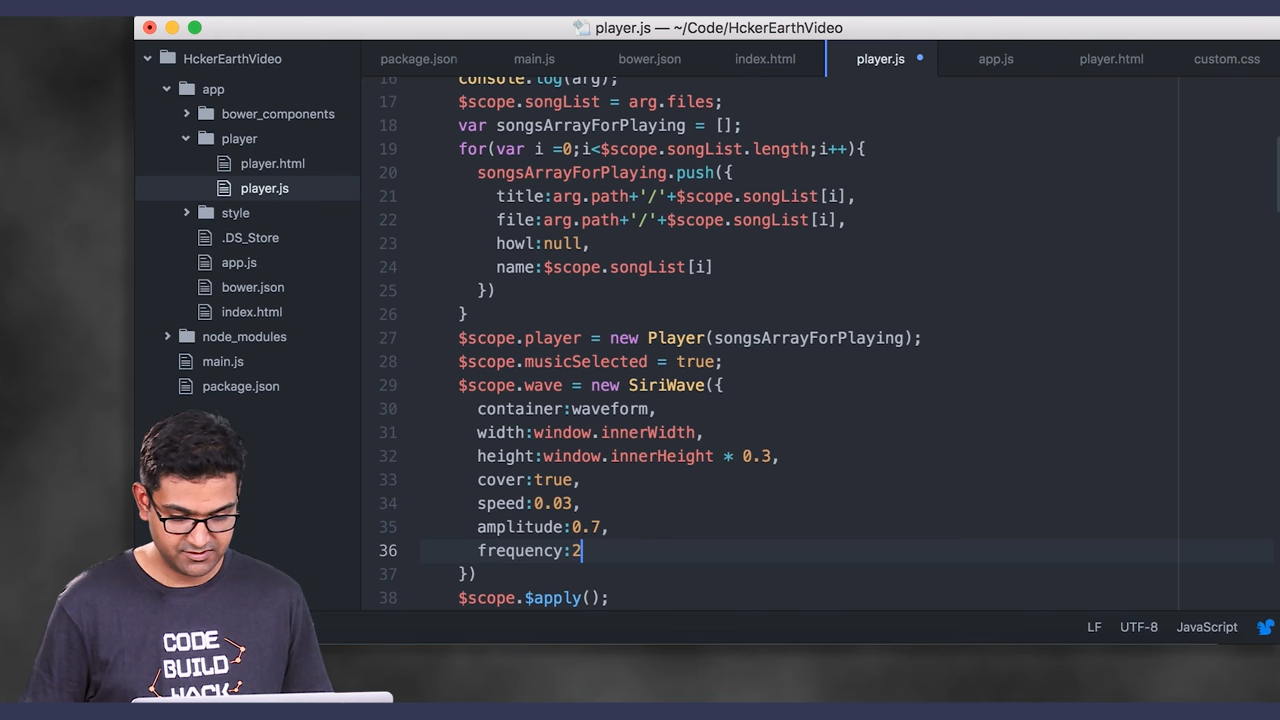 player.js — ~/Code/HckerEarthVideo
HckerEarthVideo
app
bower_components
player
player.html
player.js
style
.DS_Store
app.js
bower.json
index.html
node_modules
main.js
package.json
package.json main.js bower.json index.html player.js app.js player.html custom.css
16 console.log(arg);
17 $scope.songList = arg.files;
18 var songsArrayForPlaying = [];
19 for(var i =0;i<$scope.songList.length;i++){
20 songsArrayForPlaying.push({
21 title:arg.path+'/'+$scope.songList[i],
22 file:arg.path+'/'+$scope.songList[i],
23 howl:null,
24 name:$scope.songList[i]
25 })
26 }
27 $scope.player = new Player(songsArrayForPlaying);
28 $scope.musicSelected = true;
29 $scope.wave = new SiriWave({
30 container:waveform,
31 width:window.innerWidth,
32 height:window.innerHeight * 0.3,
33 cover:true,
34 speed:0.03,
35 amplitude:0.7,
36 frequency:2
37 })
38 $scope.$apply();
LF UTF-8 JavaScript
CODE
BUILD
HACK